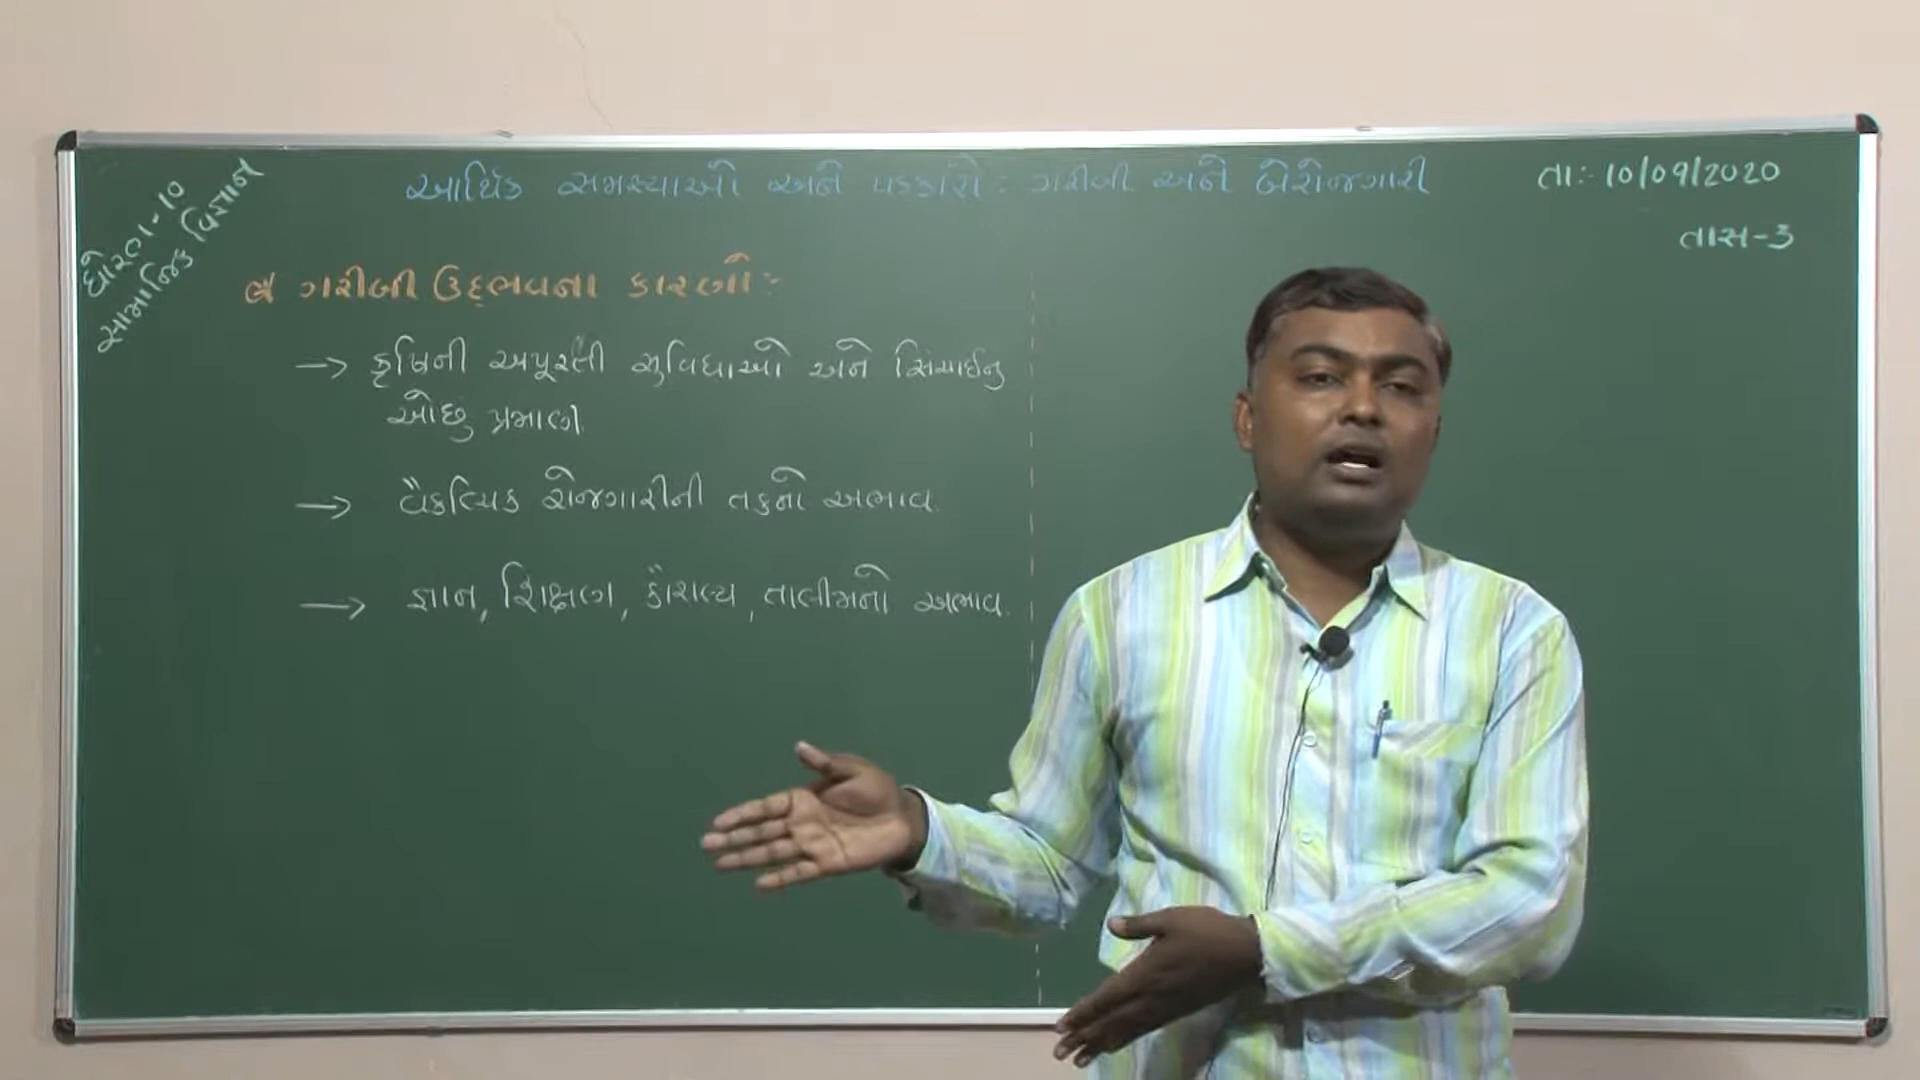 ધોરણ-10
સામાજિક વિજ્ઞાન
આર્થિક સમસ્યાઓ અને પડકારો : ગરીબી અને બેરોજગારી
તાઃ- 10/09/2020
તાસ-3
ગરીબી ઉદ્દભવના કારણો :-
→ કૃષિની અપૂરતી સુવિધાઓ અને સિંચાઈનુ
ઓછું પ્રમાણ.
→ વૈકલ્પિક રોજગારીની તકનો અભાવ.
→ જ્ઞાન, શિક્ષણ, કૌશલ્ય, તાલીમનો અભાવ.